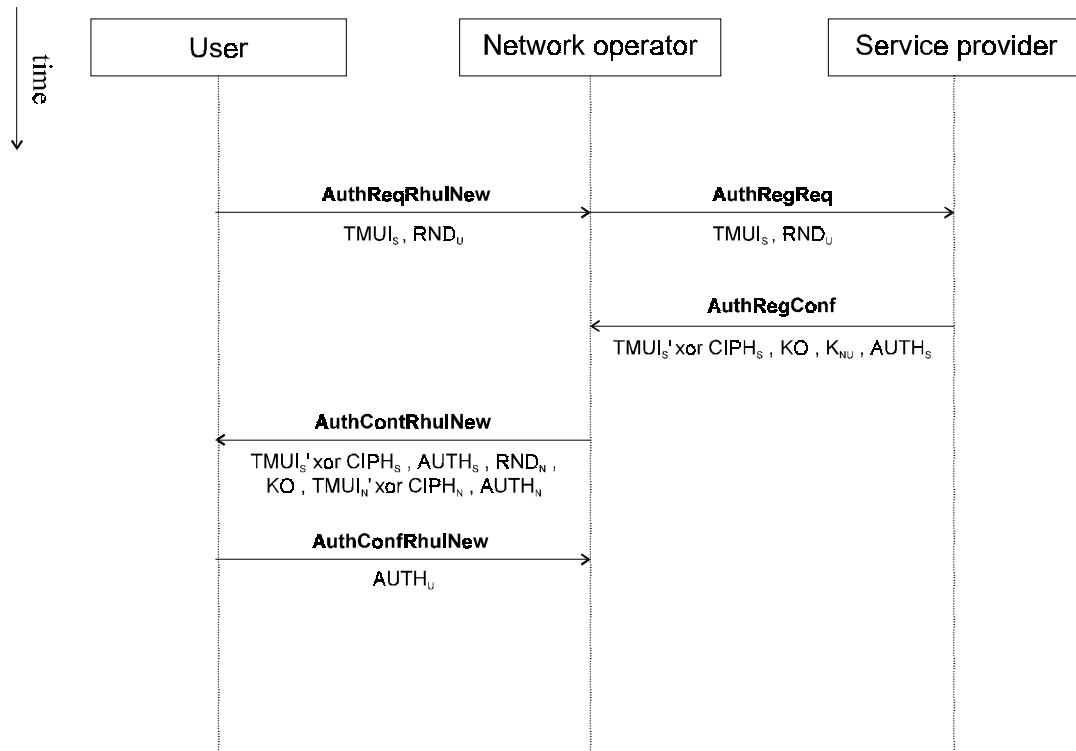 time
User
Network operator
Service provider
AuthReqRhulNew
TMUIS , RNDU
AuthRegReq
TMUIS , RNDU
AuthRegConf
TMUIS' xor CIPHS , KO , KNU , AUTHS
AuthContRhulNew
TMUIS' xor CIPHS , AUTHS , RNDN ,
KO , TMUIN' xor CIPHN , AUTHN
AuthConfRhulNew
AUTHU